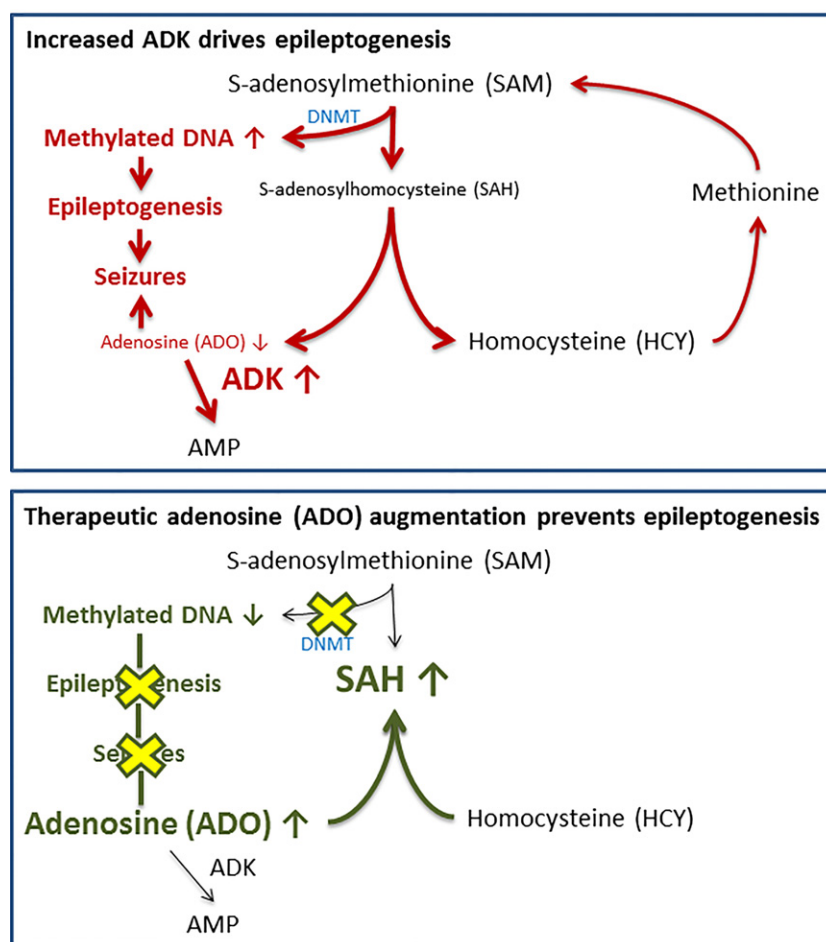 Increased ADK drives epileptogenesis
S-adenosylmethionine (SAM)
DNMT
Methylated DNA ↑
S-adenosylhomocysteine (SAH)
Methionine
Epileptogenesis
Seizures
Adenosine (ADO) ↓
Homocysteine (HCY)
ADK ↑
AMP
Therapeutic adenosine (ADO) augmentation prevents epileptogenesis
S-adenosylmethionine (SAM)
Methylated DNA ↓
DNMT
SAH ↑
Epileptogenesis
Seizures
Adenosine (ADO) ↑
Homocysteine (HCY)
ADK
AMP